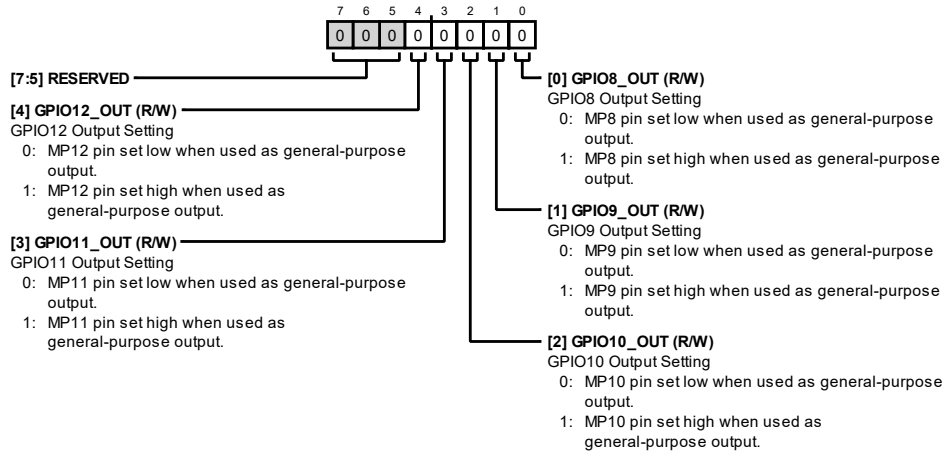 7 6 5 4 3 2 1 0
0 0 0 0 0 0 0 0
[7:5] RESERVED
[4] GPIO12_OUT (R/W)
GPIO12 Output Setting
0: MP12 pin set low when used as general-purpose
output.
1: MP12 pin set high when used as
general-purpose output.
[3] GPIO11_OUT (R/W)
GPIO11 Output Setting
0: MP11 pin set low when used as general-purpose
output.
1: MP11 pin set high when used as
general-purpose output.
[0] GPIO8_OUT (R/W)
GPIO8 Output Setting
0: MP8 pin set low when used as general-purpose
output.
1: MP8 pin set high when used as general-purpose
output.
[1] GPIO9_OUT (R/W)
GPIO9 Output Setting
0: MP9 pin set low when used as general-purpose
output.
1: MP9 pin set high when used as general-purpose
output.
[2] GPIO10_OUT (R/W)
GPIO10 Output Setting
0: MP10 pin set low when used as general-purpose
output.
1: MP10 pin set high when used as
general-purpose output.